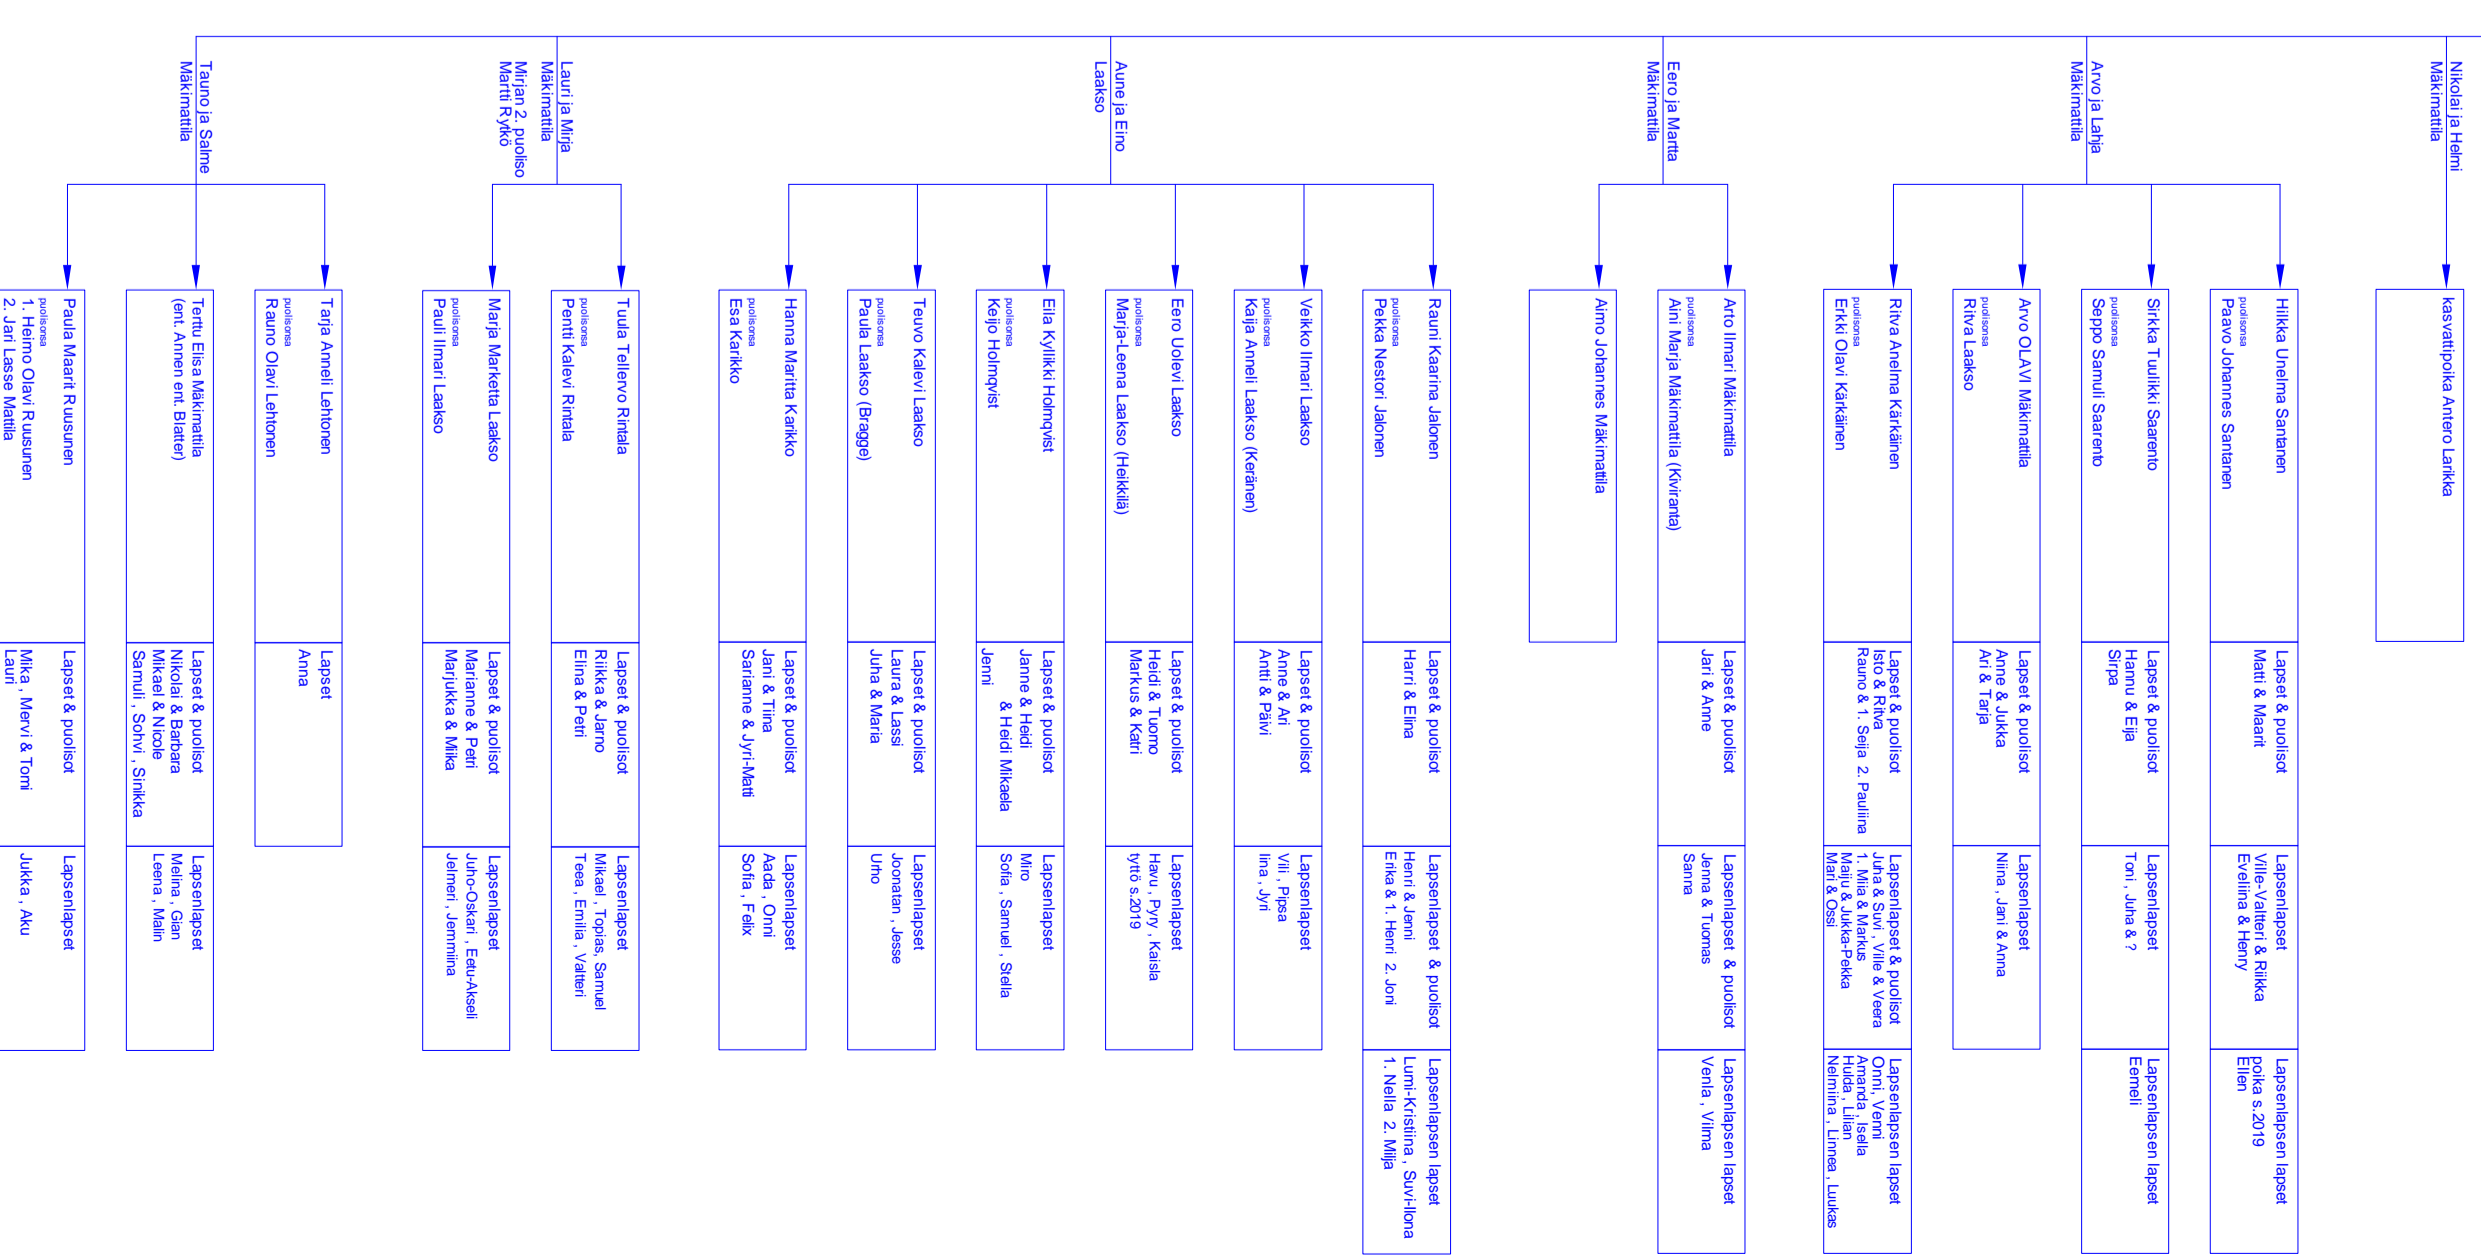 Nikolai ja Helmi
Mäkimattila
kasvattipoika Antero Larikka
Arvo ja Lahja
Mäkimattila
Hilkka Unelma Santanen
puolisonsa
Paavo Johannes Santanen
Lapset & puolisot
Matti & Maarit
Lapsenlapset & puolisot
Ville-Valtteri & Riikka
Eveliina & Henry
Lapsenlapsen lapset
poika s.2019
Ellen
Sirkka Tuulikki Saarento
puolisonsa
Seppo Samuli Saarento
Lapset & puolisot
Hannu & Eija
Sirpa
Lapsenlapset
Toni , Juha & ?
Lapsenlapsen lapset
Eemeli
Arvo OLAVI Mäkimattila
puolisonsa
Ritva Laakso
Lapset & puolisot
Anne & Jukka
Ari & Tarja
Lapsenlapset
Niina , Jani & Anna
Ritva Anelma Kärkäinen
puolisonsa
Erkki Olavi Kärkäinen
Lapset & puolisot
Isto & Ritva
Rauno & 1. Seija 2. Pauliina
Lapsenlapset & puolisot
Juha & Suvi , Ville & Veera
1. Miia & Markus
Maiju & Jukka-Pekka
Mari & Ossi
Lapsenlapsen lapset
Onni, Venni
Amanda , Isella
Hulda , Lilian
Nelmiina , Linnea , Luukas
Eero ja Martta
Mäkimattila
Arto Ilmari Mäkimattila
puolisonsa
Aini Marja Mäkimattila (Kiviranta)
Lapset & puolisot
Jari & Anne
Lapsenlapset & puolisot
Jenna & Tuomas
Sanna
Lapsenlapsen lapset
Venla , Vilma
Aimo Johannes Mäkimattila
Aune ja Eino
Laakso
Rauni Kaarina Jalonen
puolisonsa
Pekka Nestori Jalonen
Lapset & puolisot
Harri & Elina
Lapsenlapset & puolisot
Henri & Jenni
Erika & 1. Henri 2. Joni
Lapsenlapsen lapset
Lumi-Kristiina , Suvi-Ilona
1. Nella 2. Milja
Veikko Ilmari Laakso
puolisonsa
Kaija Anneli Laakso (Keränen)
Lapset & puolisot
Anne & Ari
Antti & Päivi
Lapsenlapset
Vili , Pipsa
Iina , Jyri
Eero Uolevi Laakso
puolisonsa
Marja-Leena Laakso (Heikkilä)
Lapset & puolisot
Heidi & Tuomo
Markus & Katri
Lapsenlapset
Havu , Pyry , Kaisla
tyttö s.2019
Eila Kyllikki Holmqvist
puolisonsa
Keijo Holmqvist
Lapset & puolisot
Janne & Heidi
& Heidi Mikaela
Jenni
Lapsenlapset
Miro
Sofia , Samuel , Stella
Teuvo Kalevi Laakso
puolisonsa
Paula Laakso (Bragge)
Lapset & puolisot
Laura & Lassi
Juha & Maria
Lapsenlapset
Joonatan , Jesse
Urho
Hanna Maritta Karikko
puolisonsa
Esa Karikko
Lapset & puolisot
Jani & Tiina
Sarianne & Jyri-Matti
Lapsenlapset
Aada , Onni
Sofia , Felix
Lauri ja Mirja
Mäkimattila
Mirjan 2. puoliso
Martti Rytkö
Tuula Tellervo Rintala
puolisonsa
Pentti Kalevi Rintala
Lapset & puolisot
Riikka & Jarno
Elina & Petri
Lapsenlapset
Mikael , Topias, Samuel
Teea , Emilia , Valtteri
Marja Marketta Laakso
puolisonsa
Pauli Ilmari Laakso
Lapset & puolisot
Marianne & Petri
Marjukka & Miika
Lapsenlapset
Juho-Oskari , Eetu-Akseli
Jelmeri , Jemmiina
Tauno ja Salme
Mäkimattila
Tarja Anneli Lehtonen
puolisonsa
Rauno Olavi Lehtonen
Lapset
Anna
Terttu Elisa Mäkimattila
(ent. Annen ent. Blatter)
Lapset & puolisot
Nikolai & Barbara
Mikael & Nicole
Samuli , Sohvi , Sinikka
Lapsenlapset
Melina , Gian
Leena , Malin
Paula Maarit Ruusunen
puolisonsa
1. Heimo Olavi Ruusunen
2. Jari Lasse Mattila
Lapset & puolisot
Mika , Mervi & Tomi
Lauri
Lapsenlapset
Jukka , Aku